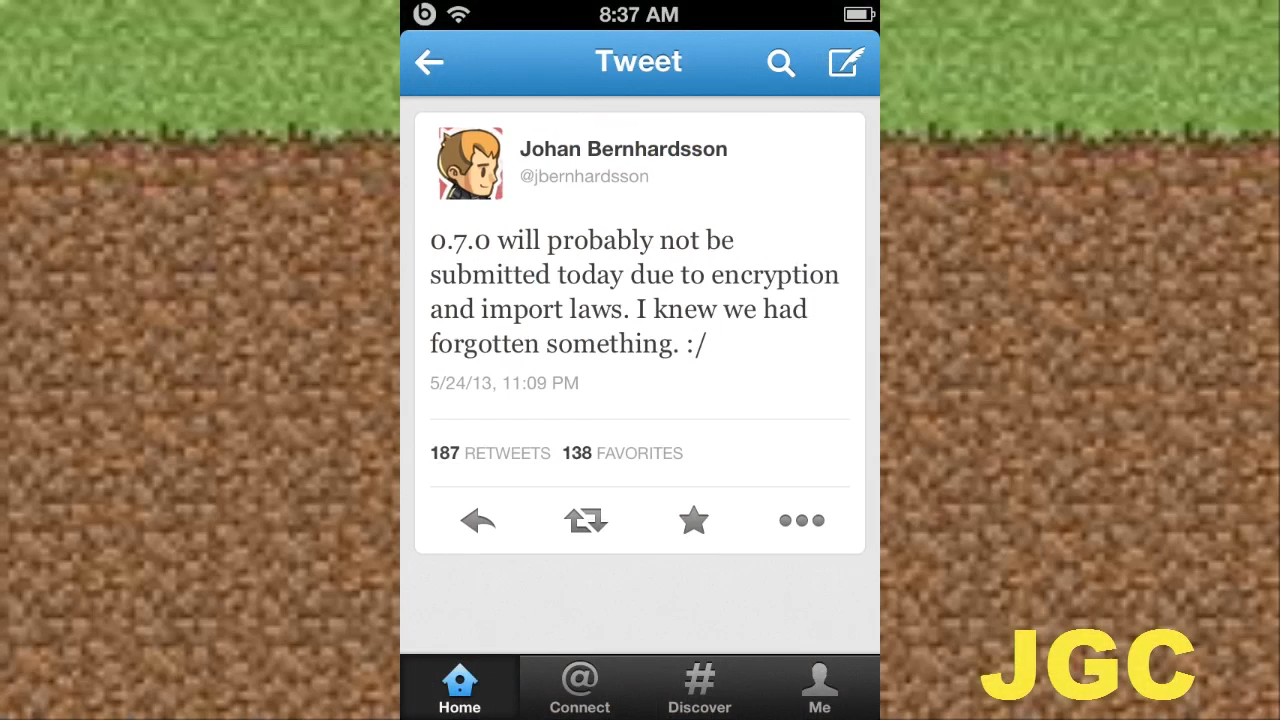 8:37 AM
Tweet
Johan Bernhardsson
@jbernhardsson
0.7.0 will probably not be
submitted today due to encryption
and import laws. I knew we had
forgotten something. :/
5/24/13, 11:09 PM
187 RETWEETS 138 FAVORITES
Home Connect Discover Me
JGC